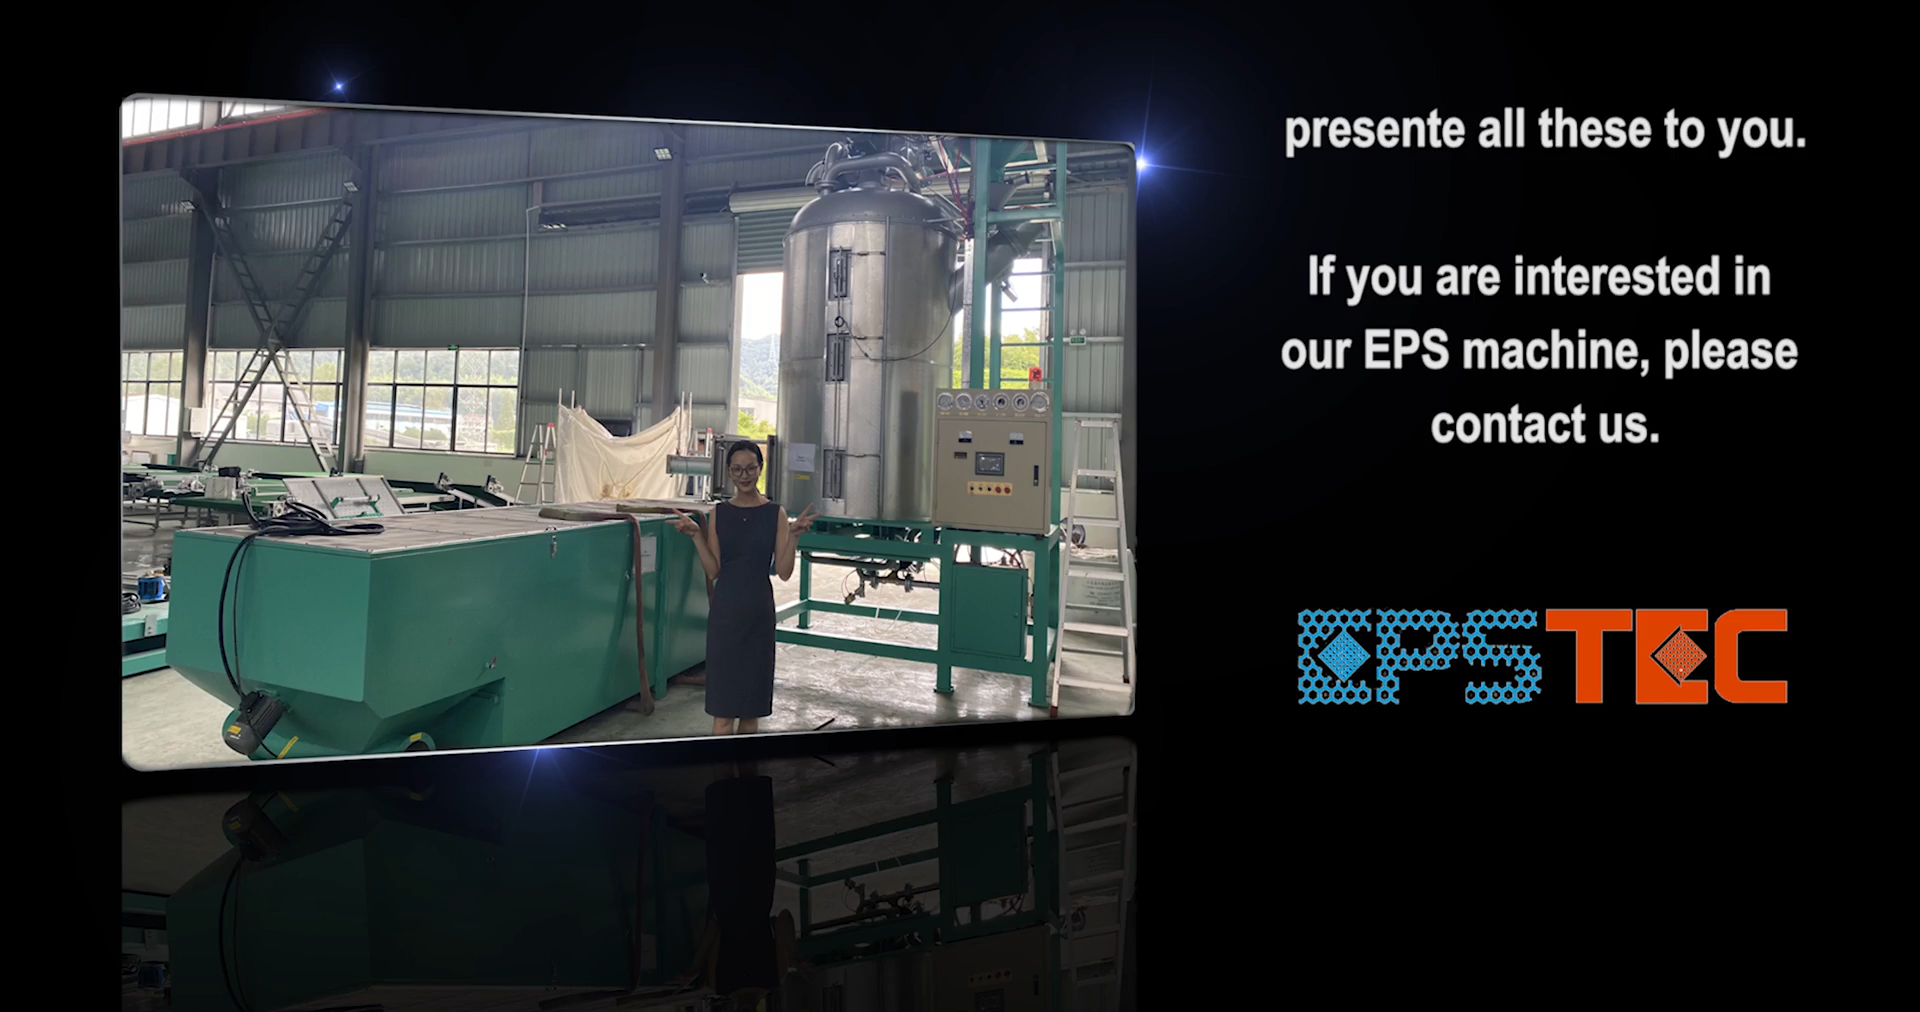 presente all these to you.
If you are interested in
our EPS machine, please
contact us.
EPSTEC